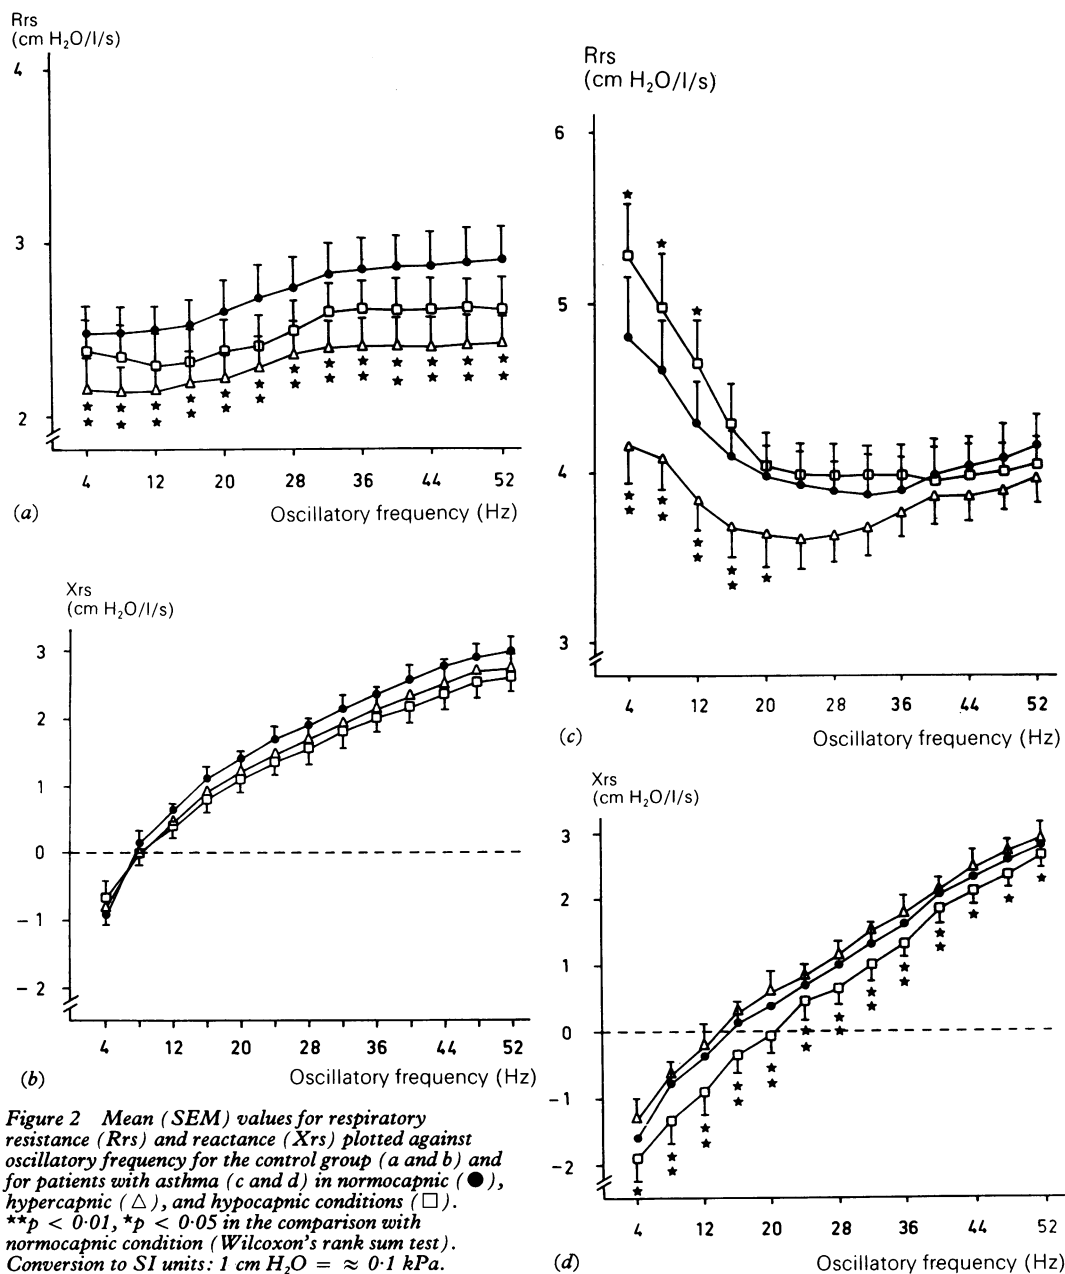 Rrs
(cm H₂O/l/s)
4
3
2
4 12 20 28 36 44 52
(a)
Oscillatory frequency (Hz)
Xrs
(cm H₂O/l/s)
3
2
1
0
−1
−2
4 12 20 28 36 44 52
(b)
Oscillatory frequency (Hz)
Figure 2 Mean (SEM) values for respiratory
resistance (Rrs) and reactance (Xrs) plotted against
oscillatory frequency for the control group (a and b) and
for patients with asthma (c and d) in normocapnic (●),
hypercapnic (△), and hypocapnic conditions (□).
**p < 0·01, *p < 0·05 in the comparison with
normocapnic condition (Wilcoxon's rank sum test).
Conversion to SI units: 1 cm H₂O = ≈ 0·1 kPa.
Rrs
(cm H₂O/l/s)
6
5
4
3
4 12 20 28 36 44 52
(c)
Oscillatory frequency (Hz)
Xrs
(cm H₂O/l/s)
3
2
1
0
−1
−2
4 12 20 28 36 44 52
(d)
Oscillatory frequency (Hz)